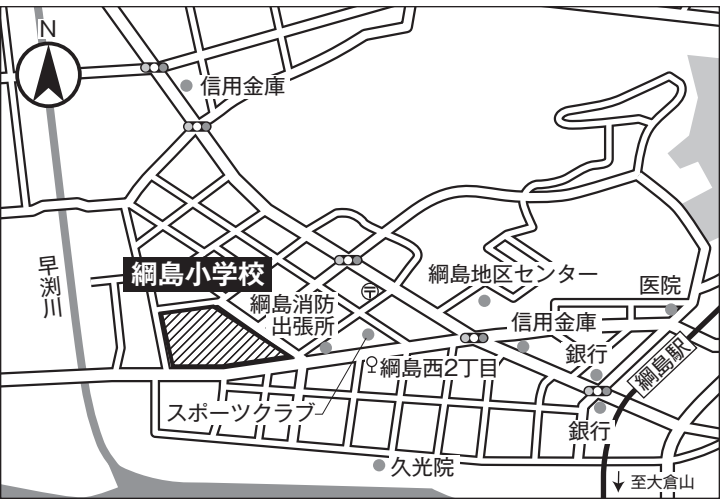 N
信用金庫
早渕川
綱島小学校
綱島消防
出張所
〒
綱島地区センター
医院
信用金庫
綱島西2丁目
銀行
綱島駅
スポーツクラブ
銀行
久光院
↓至大倉山